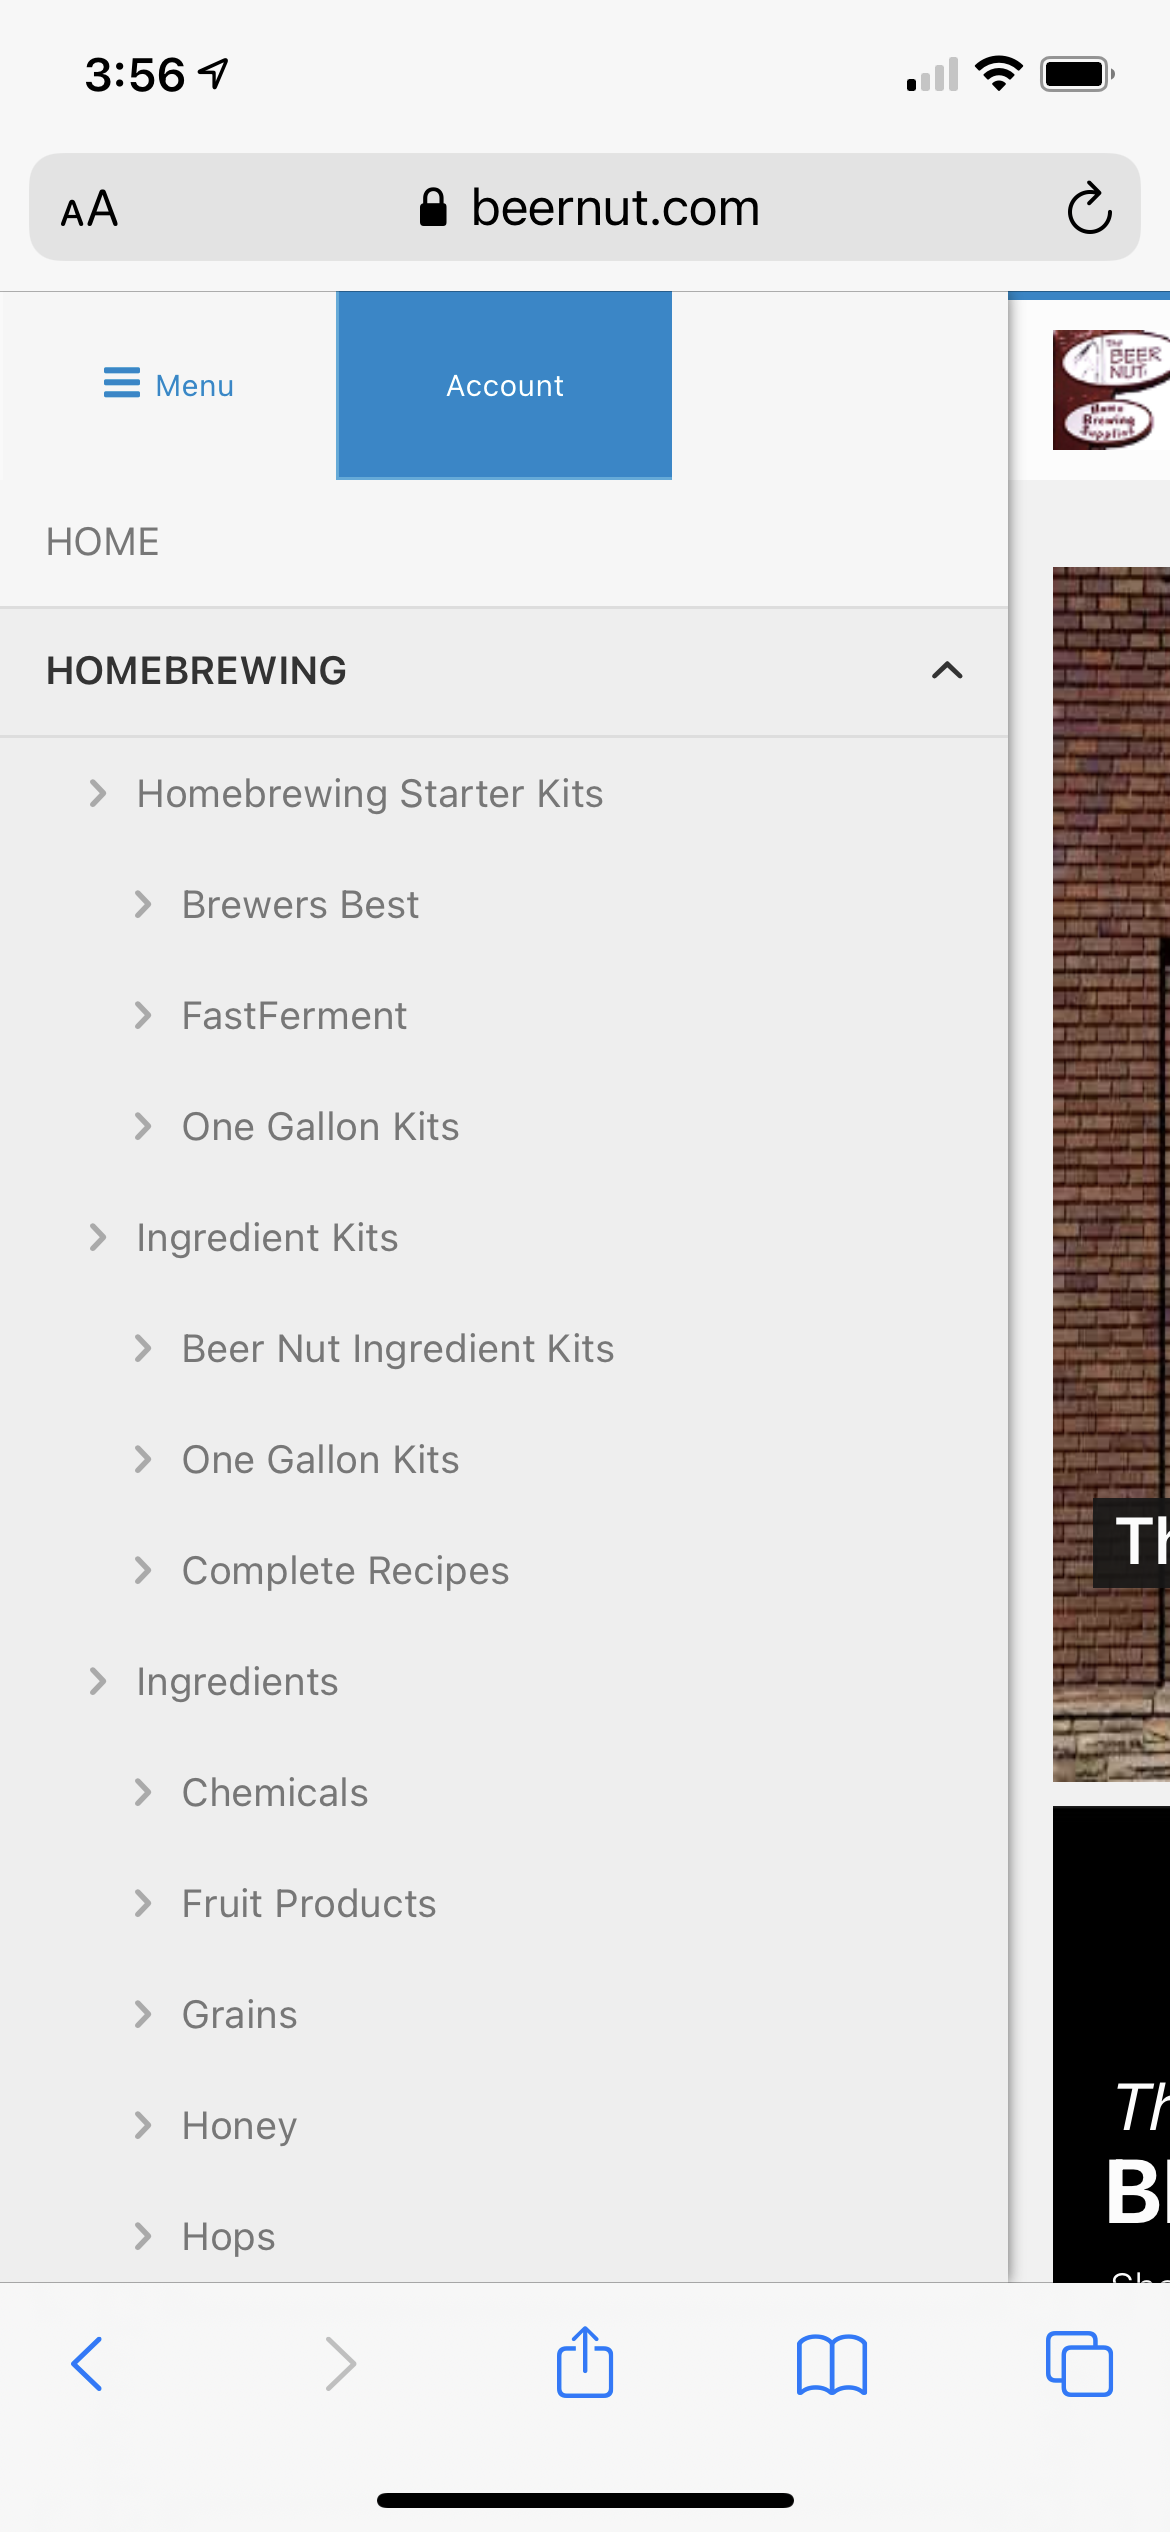 3:56
AA beernut.com
Menu
Account
The
BEER
NUT
Home
Brewing
Supplies
HOME
HOMEBREWING
Homebrewing Starter Kits
Brewers Best
FastFerment
One Gallon Kits
Ingredient Kits
Beer Nut Ingredient Kits
One Gallon Kits
Complete Recipes
Th
Ingredients
Chemicals
Fruit Products
Grains
Th
Honey
B
Hops